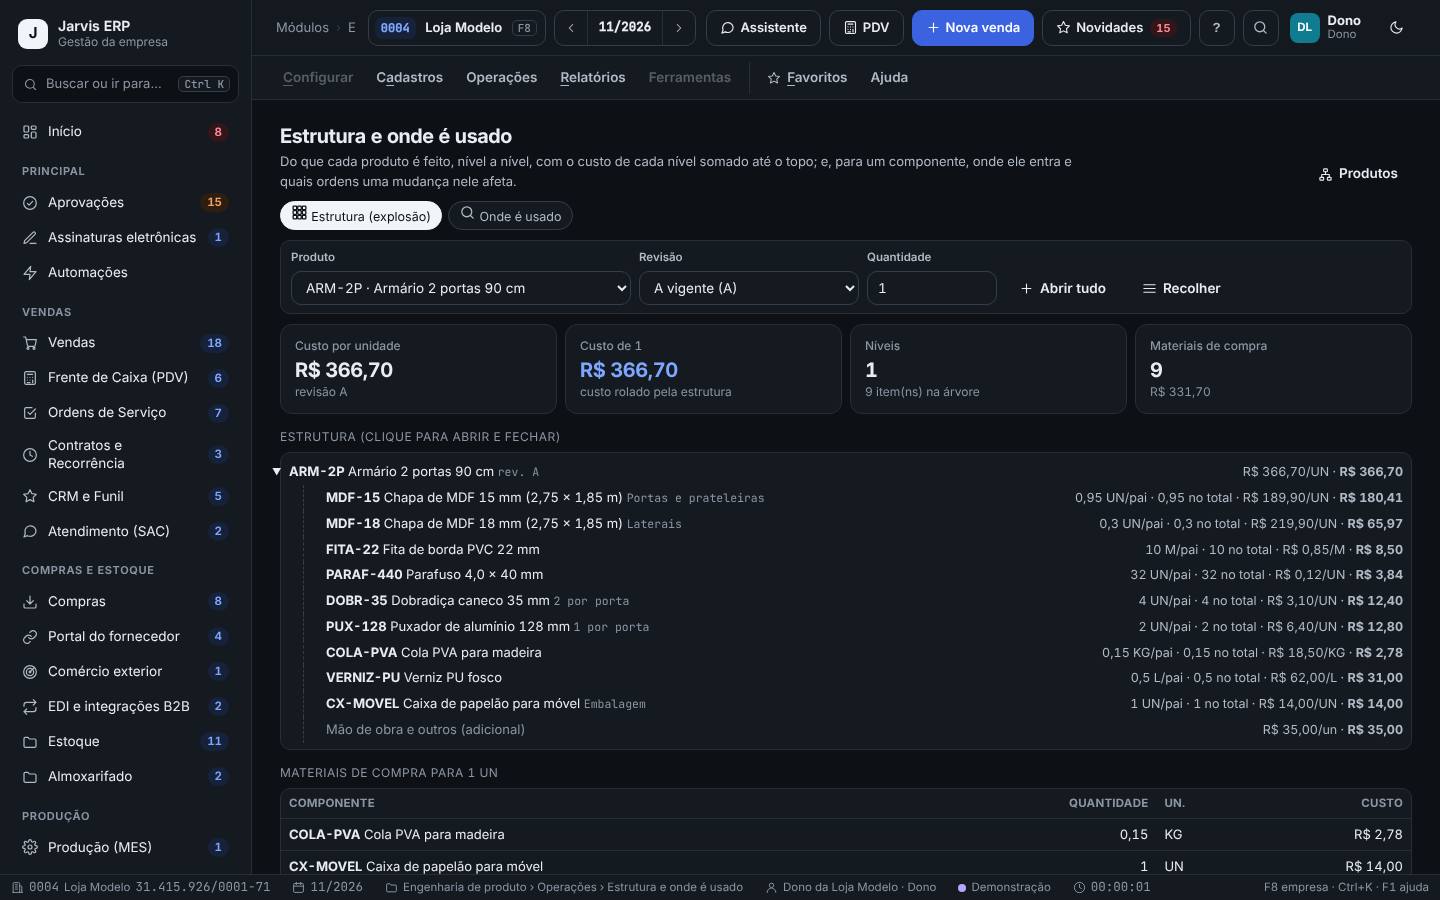 J
Jarvis ERP
Gestão da empresa
Buscar ou ir para... Ctrl K
Início 8
PRINCIPAL
Aprovações 15
Assinaturas eletrônicas 1
Automações
VENDAS
Vendas 18
Frente de Caixa (PDV) 6
Ordens de Serviço 7
Contratos e Recorrência 3
CRM e Funil 5
Atendimento (SAC) 2
COMPRAS E ESTOQUE
Compras 8
Portal do fornecedor 4
Comércio exterior 1
EDI e integrações B2B 2
Estoque 11
Almoxarifado 2
PRODUÇÃO
Produção (MES) 1
Módulos › E 0004 Loja Modelo F8 ‹ 11/2026 › Assistente PDV + Nova venda Novidades 15 ? DL Dono Dono
Configurar Cadastros Operações Relatórios Ferramentas Favoritos Ajuda
Estrutura e onde é usado
Do que cada produto é feito, nível a nível, com o custo de cada nível somado até o topo; e, para um componente, onde ele entra e
quais ordens uma mudança nele afeta.
Produtos
Estrutura (explosão) Onde é usado
Produto Revisão Quantidade
ARM-2P · Armário 2 portas 90 cm A vigente (A) 1 + Abrir tudo Recolher
Custo por unidade Custo de 1 Níveis Materiais de compra
R$ 366,70 R$ 366,70 1 9
revisão A custo rolado pela estrutura 9 item(ns) na árvore R$ 331,70
ESTRUTURA (CLIQUE PARA ABRIR E FECHAR)
▼ ARM-2P Armário 2 portas 90 cm rev. A R$ 366,70/UN · R$ 366,70
MDF-15 Chapa de MDF 15 mm (2,75 × 1,85 m) Portas e prateleiras 0,95 UN/pai · 0,95 no total · R$ 189,90/UN · R$ 180,41
MDF-18 Chapa de MDF 18 mm (2,75 × 1,85 m) Laterais 0,3 UN/pai · 0,3 no total · R$ 219,90/UN · R$ 65,97
FITA-22 Fita de borda PVC 22 mm 10 M/pai · 10 no total · R$ 0,85/M · R$ 8,50
PARAF-440 Parafuso 4,0 × 40 mm 32 UN/pai · 32 no total · R$ 0,12/UN · R$ 3,84
DOBR-35 Dobradiça caneco 35 mm 2 por porta 4 UN/pai · 4 no total · R$ 3,10/UN · R$ 12,40
PUX-128 Puxador de alumínio 128 mm 1 por porta 2 UN/pai · 2 no total · R$ 6,40/UN · R$ 12,80
COLA-PVA Cola PVA para madeira 0,15 KG/pai · 0,15 no total · R$ 18,50/KG · R$ 2,78
VERNIZ-PU Verniz PU fosco 0,5 L/pai · 0,5 no total · R$ 62,00/L · R$ 31,00
CX-MOVEL Caixa de papelão para móvel Embalagem 1 UN/pai · 1 no total · R$ 14,00/UN · R$ 14,00
Mão de obra e outros (adicional) R$ 35,00/un · R$ 35,00
MATERIAIS DE COMPRA PARA 1 UN
COMPONENTE QUANTIDADE UN. CUSTO
COLA-PVA Cola PVA para madeira 0,15 KG R$ 2,78
CX-MOVEL Caixa de papelão para móvel 1 UN R$ 14,00
0004 Loja Modelo 31.415.926/0001-71 11/2026 Engenharia de produto › Operações › Estrutura e onde é usado Dono da Loja Modelo · Dono Demonstração 00:00:01 F8 empresa · Ctrl+K · F1 ajuda